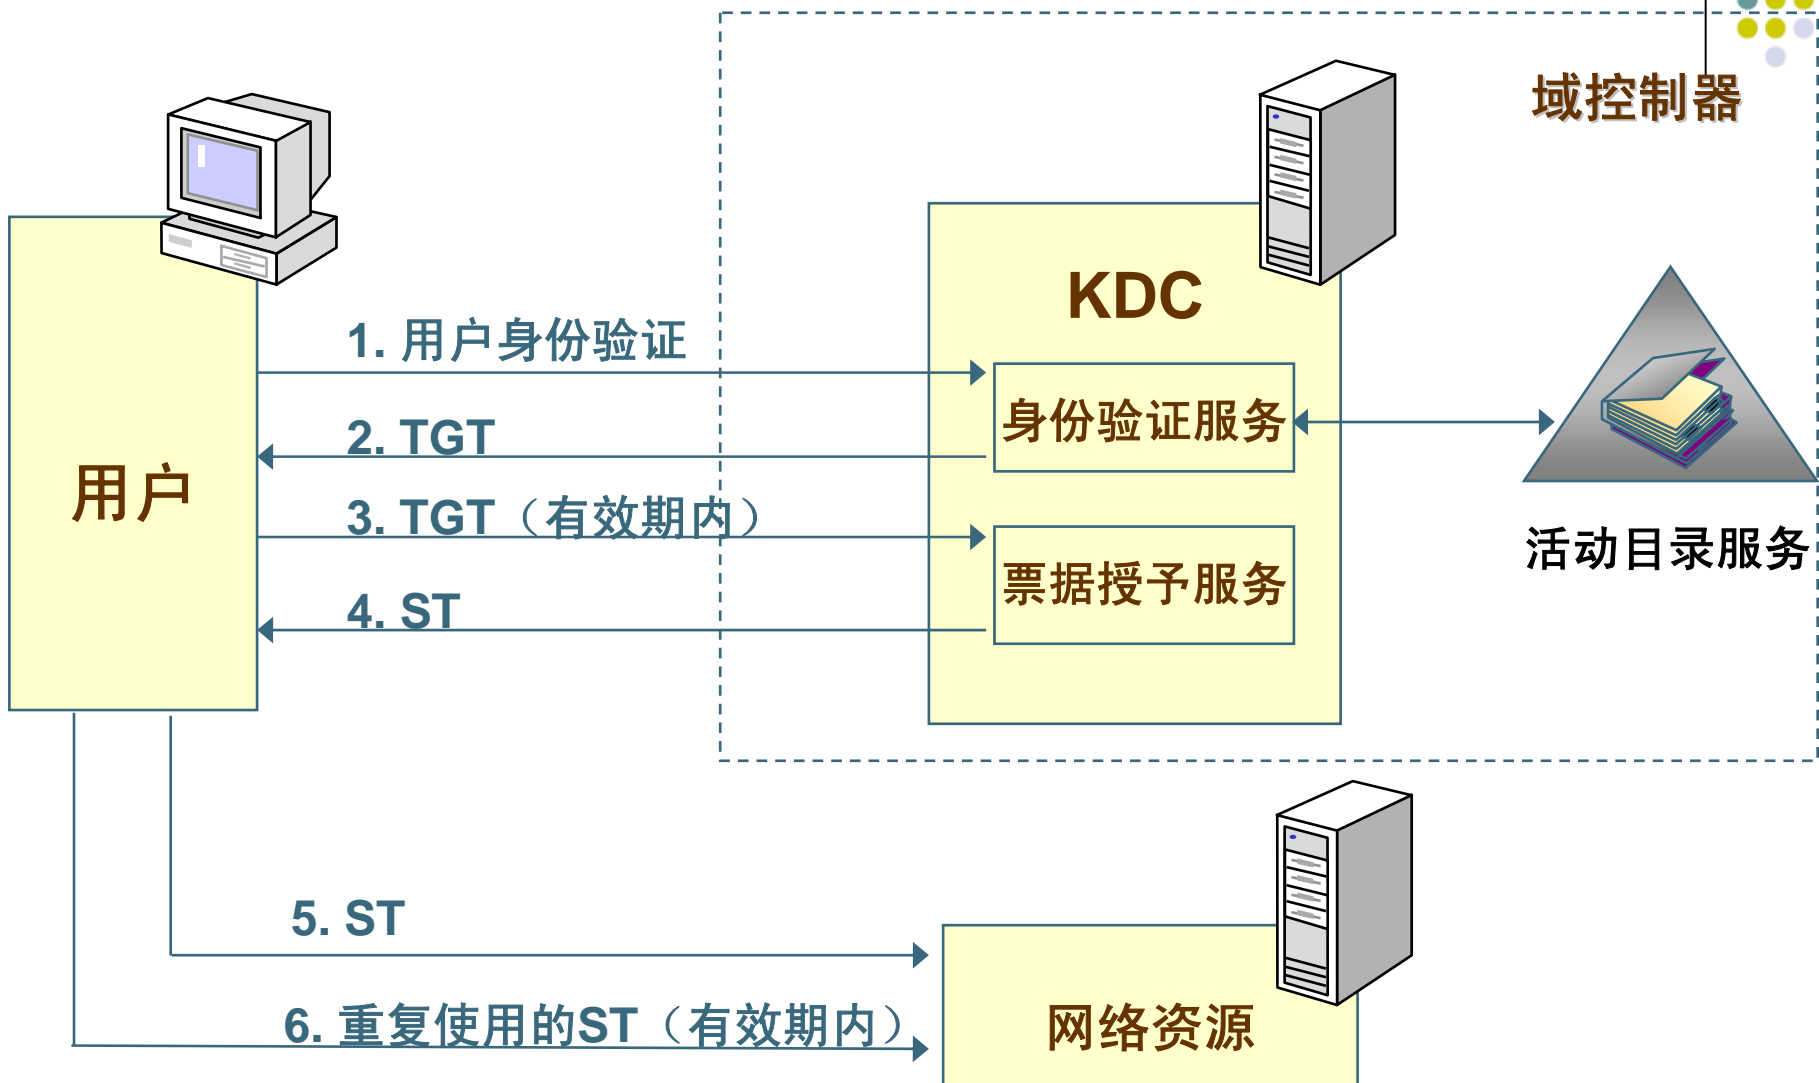 域控制器
KDC
1. 用户身份验证
身份验证服务
2. TGT
用户
3. TGT（有效期内）
活动目录服务
票据授予服务
4. ST
5. ST
6. 重复使用的ST（有效期内）
网络资源